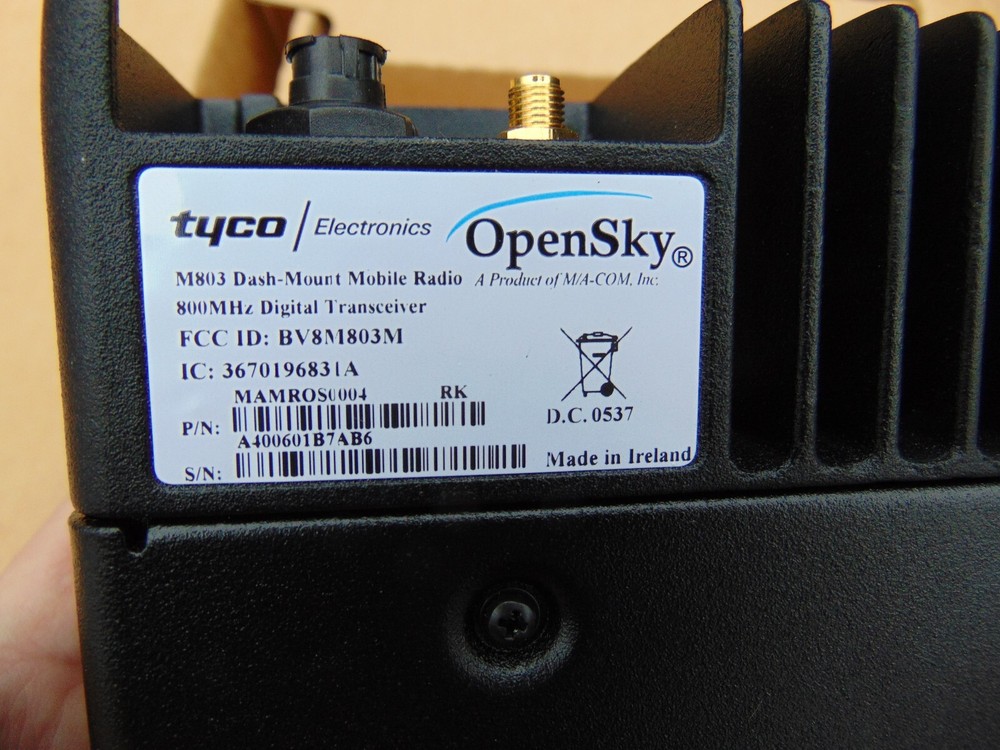 tyco / Electronics
OpenSky®
A Product of M/A-COM, Inc.
M803 Dash-Mount Mobile Radio
800MHz Digital Transceiver
FCC ID: BV8M803M
IC: 3670196831A
MAMROS0004 RK
P/N:
A400601B7AB6
S/N:
D.C. 0537
Made in Ireland